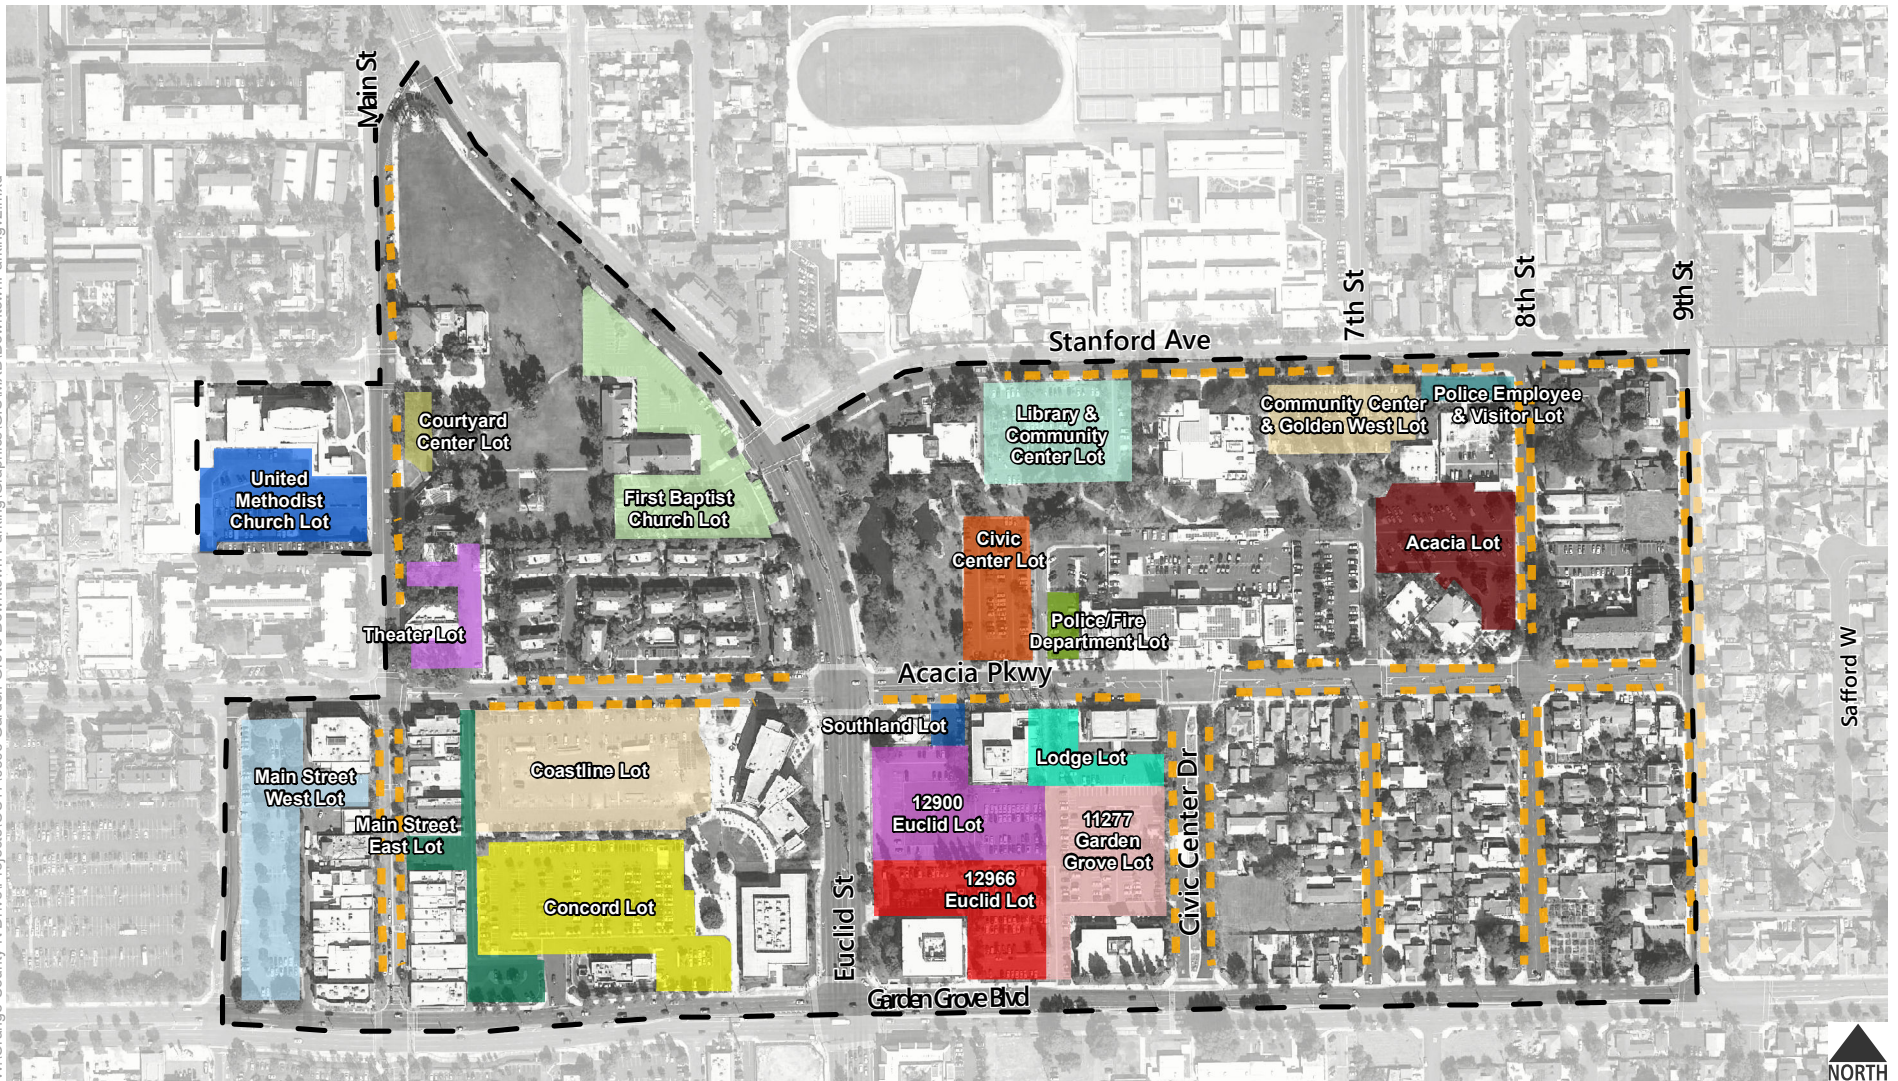 Main St
7th St
8th St
9th St
Stanford Ave
Courtyard
Center Lot
Library &
Community
Center Lot
Community Center
& Golden West Lot
Police Employee
& Visitor Lot
United
Methodist
Church Lot
First Baptist
Church Lot
Civic
Center Lot
Acacia Lot
Theater Lot
Police/Fire
Department Lot
Acacia Pkwy
Safford W
Southland Lot
Main Street
West Lot
Coastline Lot
Lodge Lot
Main Street
East Lot
12900
Euclid Lot
11277
Garden
Grove Lot
Concord Lot
12966
Euclid Lot
Euclid St
Civic Center Dr
Garden Grove Blvd
NORTH